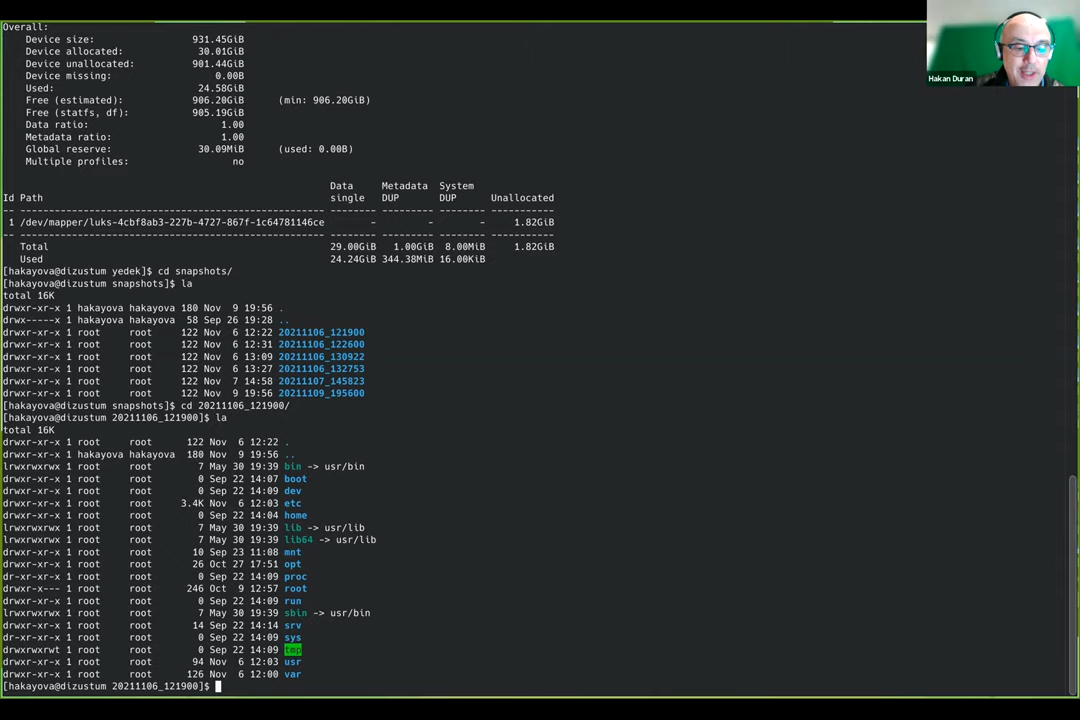 Overall:
Device size: 931.45GiB
Device allocated: 30.01GiB
Device unallocated: 901.44GiB
Device missing: 0.00B
Used: 24.58GiB
Free (estimated): 906.20GiB (min: 906.20GiB)
Free (statfs, df): 905.19GiB
Data ratio: 1.00
Metadata ratio: 1.00
Global reserve: 30.09MiB (used: 0.00B)
Multiple profiles: no
Data Metadata System
Id Path single DUP DUP Unallocated
-- ---------------------------------------------------- -------- -------- -------- -----------
1 /dev/mapper/luks-4cbf8ab3-227b-4727-867f-1c64781146ce - - - 1.82GiB
-- ---------------------------------------------------- -------- -------- -------- -----------
Total 29.00GiB 1.00GiB 8.00MiB 1.82GiB
Used 24.24GiB 344.38MiB 16.00KiB
[hakayova@dizustum yedek]$ cd snapshots/
[hakayova@dizustum snapshots]$ la
total 16K
drwxr-xr-x 1 hakayova hakayova 180 Nov 9 19:56 .
drwx-----x 1 hakayova hakayova 58 Sep 26 19:28 ..
drwxr-xr-x 1 root root 122 Nov 6 12:22 20211106_121900
drwxr-xr-x 1 root root 122 Nov 6 12:31 20211106_122600
drwxr-xr-x 1 root root 122 Nov 6 13:09 20211106_130922
drwxr-xr-x 1 root root 122 Nov 6 13:27 20211106_132753
drwxr-xr-x 1 root root 122 Nov 7 14:58 20211107_145823
drwxr-xr-x 1 root root 122 Nov 9 19:56 20211109_195600
[hakayova@dizustum snapshots]$ cd 20211106_121900/
[hakayova@dizustum 20211106_121900]$ la
total 16K
drwxr-xr-x 1 root root 122 Nov 6 12:22 .
drwxr-xr-x 1 hakayova hakayova 180 Nov 9 19:56 ..
lrwxrwxrwx 1 root root 7 May 30 19:39 bin -> usr/bin
drwxr-xr-x 1 root root 0 Sep 22 14:07 boot
drwxr-xr-x 1 root root 0 Sep 22 14:09 dev
drwxr-xr-x 1 root root 3.4K Nov 6 12:03 etc
drwxr-xr-x 1 root root 0 Sep 22 14:04 home
lrwxrwxrwx 1 root root 7 May 30 19:39 lib -> usr/lib
lrwxrwxrwx 1 root root 7 May 30 19:39 lib64 -> usr/lib
drwxr-xr-x 1 root root 10 Sep 23 11:08 mnt
drwxr-xr-x 1 root root 26 Oct 27 17:51 opt
dr-xr-xr-x 1 root root 0 Sep 22 14:09 proc
drwxr-x--- 1 root root 246 Oct 9 12:57 root
drwxr-xr-x 1 root root 0 Sep 22 14:09 run
lrwxrwxrwx 1 root root 7 May 30 19:39 sbin -> usr/bin
drwxr-xr-x 1 root root 14 Sep 22 14:14 srv
dr-xr-xr-x 1 root root 0 Sep 22 14:09 sys
drwxrwxrwt 1 root root 0 Sep 22 14:09 tmp
drwxr-xr-x 1 root root 94 Nov 6 12:03 usr
drwxr-xr-x 1 root root 126 Nov 6 12:00 var
[hakayova@dizustum 20211106_121900]$
Hakan Duran